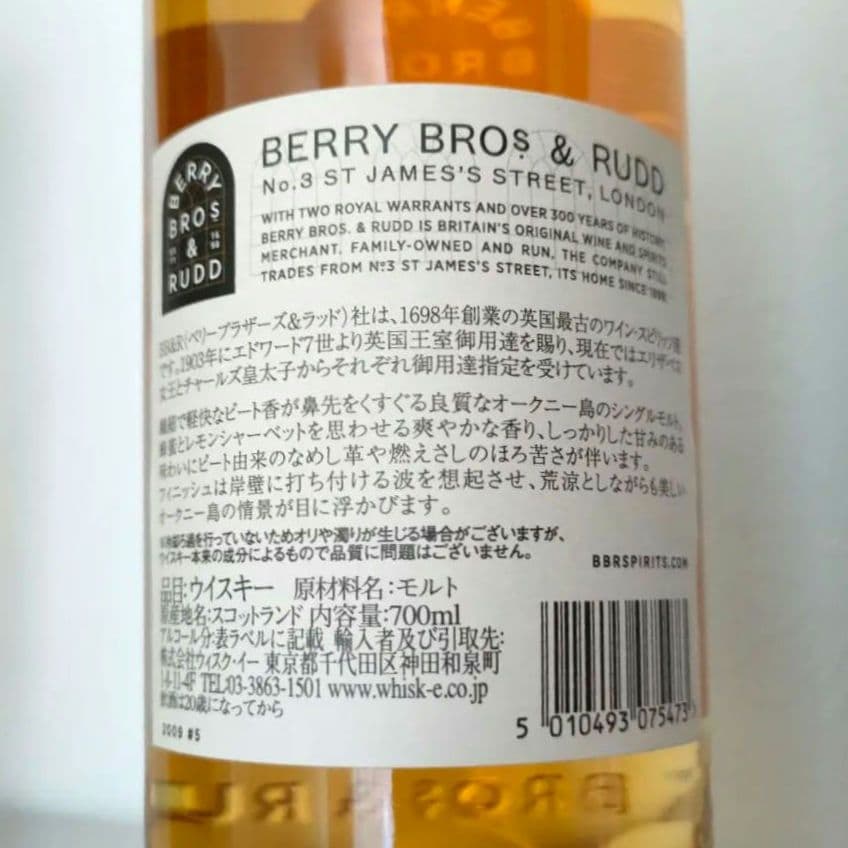 BERRY BROS & RUDD
No.3 ST JAMES'S STREET, LONDON
WITH TWO ROYAL WARRANTS AND OVER 300 YEARS OF HISTORY,
BERRY BROS. & RUDD IS BRITAIN'S ORIGINAL WINE AND SPIRITS
MERCHANT. FAMILY-OWNED AND RUN, THE COMPANY STILL
TRADES FROM Nº3 ST JAMES'S STREET, ITS HOME SINCE 1698.
BERRY
BROS
16
98
&
RUDD
BB&R(ベリーブラザーズ&ラッド)社は、1698年創業の英国最古のワイン・スピリッツ商
です。1903年にエドワード7世より英国王室御用達を賜り、現在ではエリザベス
女王とチャールズ皇太子からそれぞれ御用達指定を受けています。
繊細で軽快なピート香が鼻先をくすぐる良質なオークニー島のシングルモルト。
蜂蜜とレモンシャーベットを思わせる爽やかな香り、しっかりした甘みのある
味わいにピート由来のなめし革や燃えさしのほろ苦さが伴います。
フィニッシュは岸壁に打ち付ける波を想起させ、荒涼としながらも美しい
オークニー島の情景が目に浮かびます。
※冷却ろ過を行っていないためオリや濁りが生じる場合がございますが、
ウイスキー本来の成分によるもので品質に問題はございません。
BBRSPIRITS.COM
品目:ウイスキー 原材料名:モルト
原産地名:スコットランド 内容量:700ml
アルコール分:表ラベルに記載 輸入者及び引取先:
株式会社ウィスク・イー 東京都千代田区神田和泉町
1-8-11-4F TEL:03-3863-1501 www.whisk-e.co.jp
飲酒は20歳になってから
2009 #5
5 010493 075473
BROS & RU
BROS